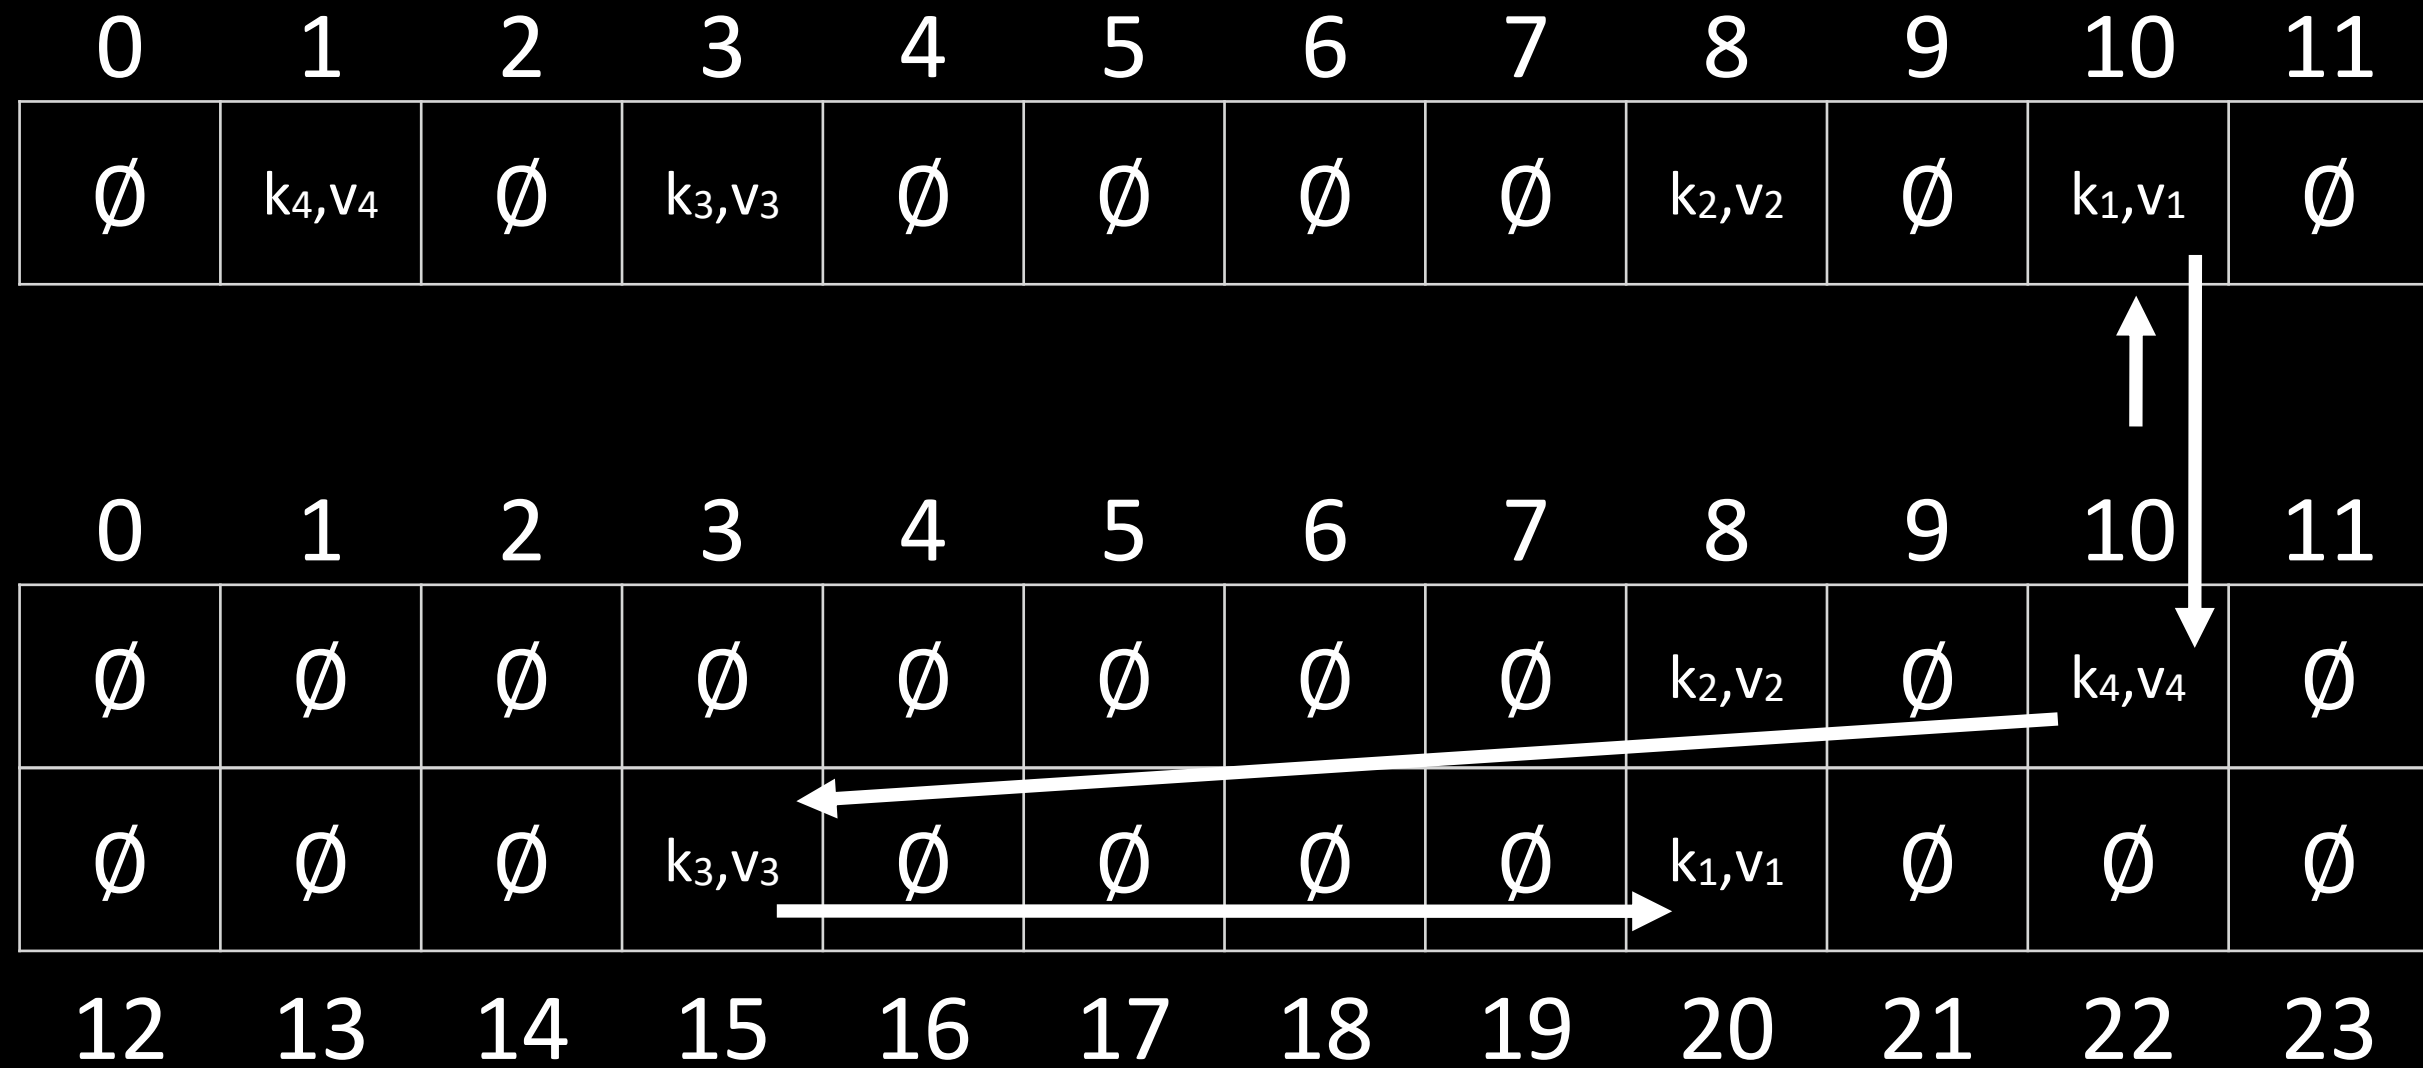 0 1 2 3 4 5 6 7 8 9 10 11
Ø k₄,v₄ Ø k₃,v₃ Ø Ø Ø Ø k₂,v₂ Ø k₁,v₁ Ø
0 1 2 3 4 5 6 7 8 9 10 11
Ø Ø Ø Ø Ø Ø Ø Ø k₂,v₂ Ø k₄,v₄ Ø
Ø Ø Ø k₃,v₃ Ø Ø Ø Ø k₁,v₁ Ø Ø Ø
12 13 14 15 16 17 18 19 20 21 22 23